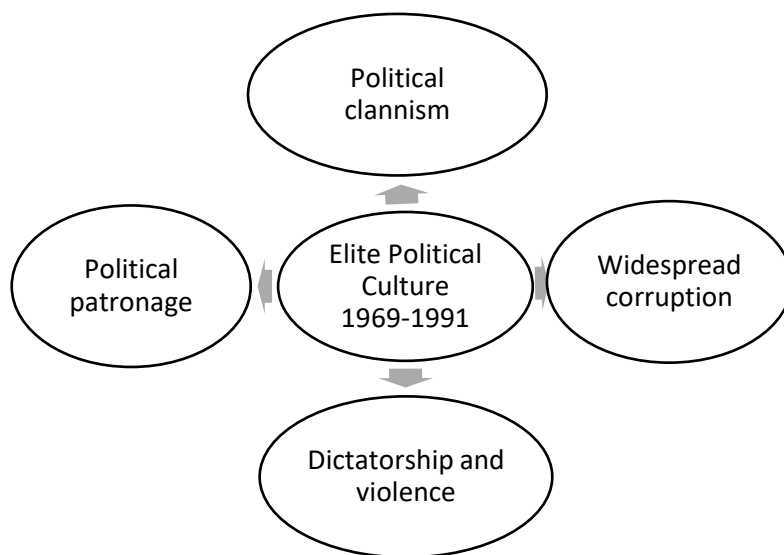 Political
clannism
Political
patronage
Elite Political
Culture
1969-1991
Widespread
corruption
Dictatorship and
violence